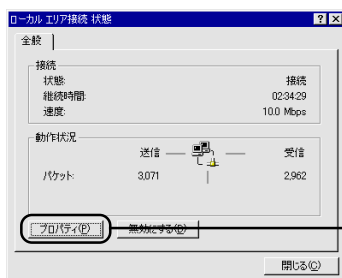 ローカル エリア接続 状態
全般
接続
状態: 接続
継続時間: 02:34:29
速度: 10.0 Mbps
動作状況
送信 受信
パケット: 3,071 2,962
プロパティ(P) 無効にする(D)
閉じる(C)